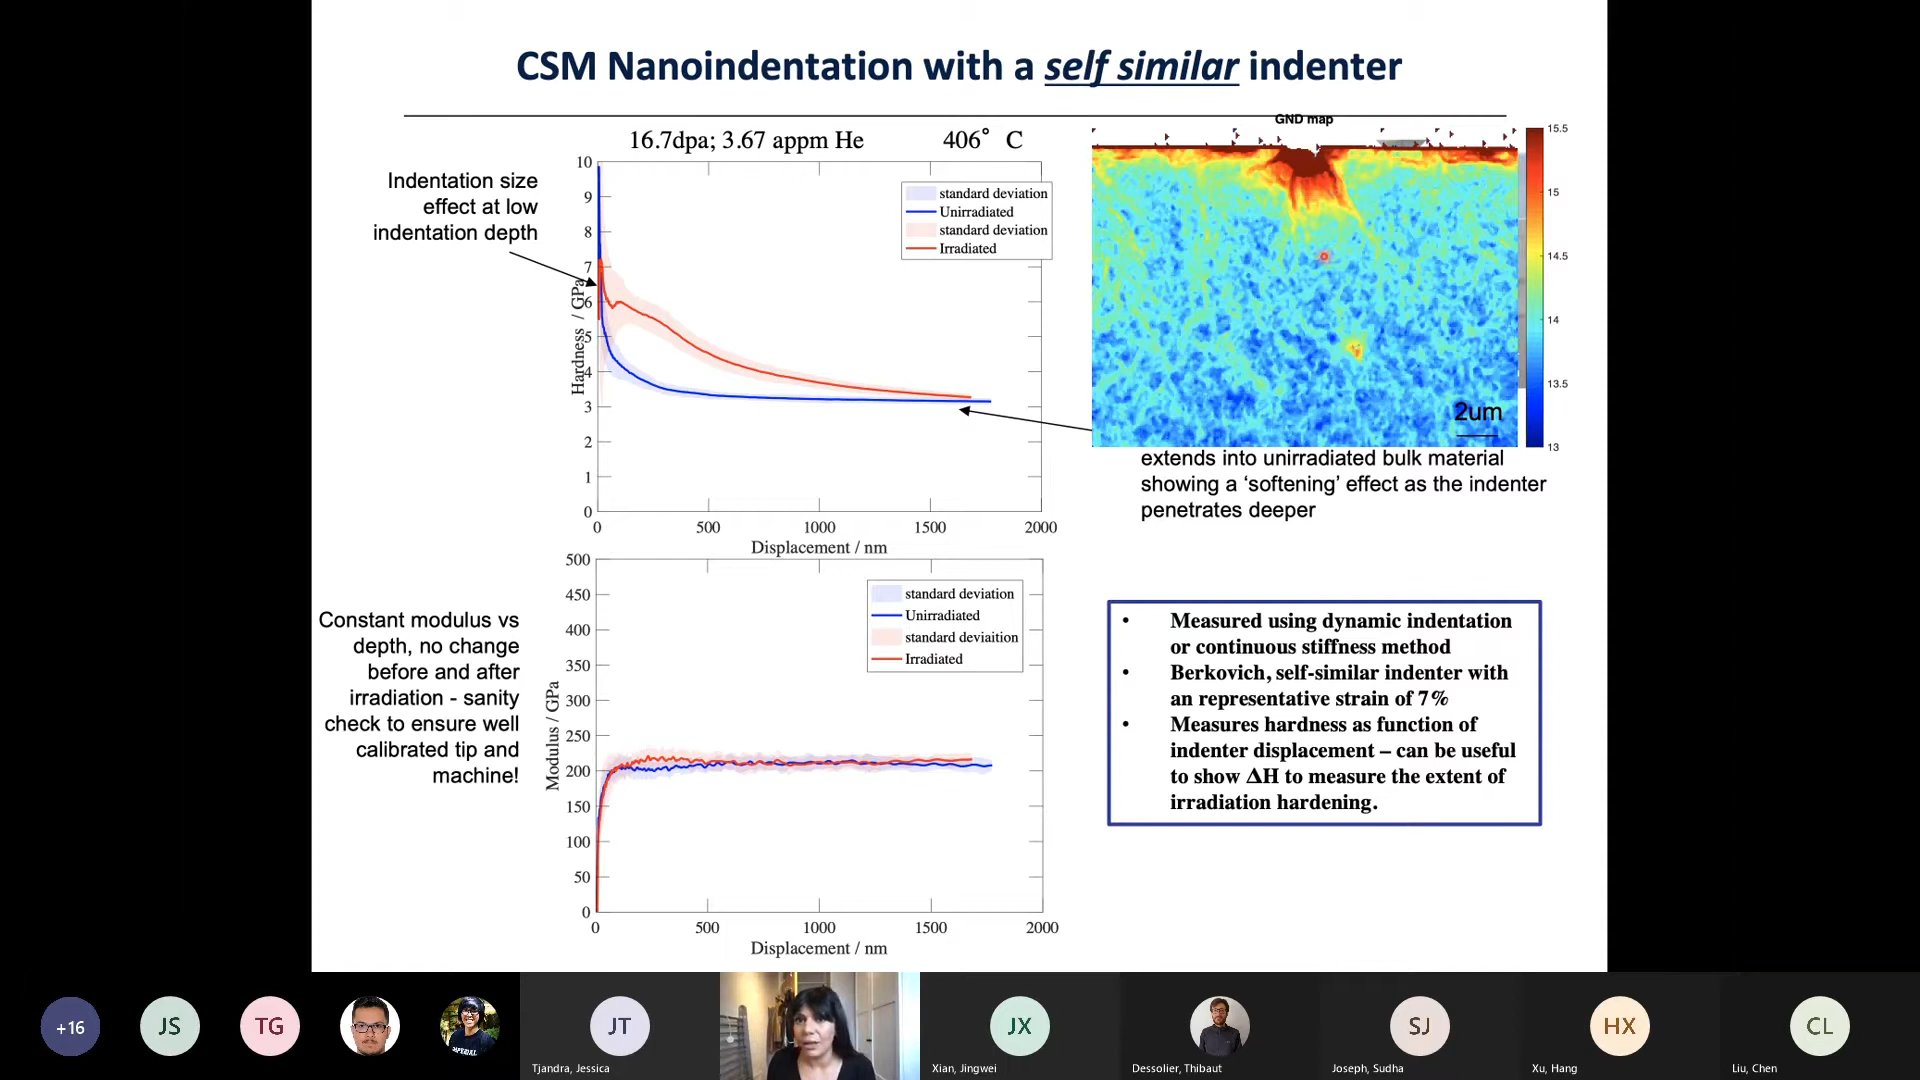 CSM Nanoindentation with a self similar indenter
16.7dpa; 3.67 appm He
406° C
GND map
Indentation size
effect at low
indentation depth
10
9
8
7
6
5
4
3
2
1
0
Hardness / GPa
standard deviation
Unirradiated
standard deviation
Irradiated
0
500
1000
1500
2000
Displacement / nm
15.5
15
14.5
14
13.5
13
2um
extends into unirradiated bulk material
showing a ‘softening’ effect as the indenter
penetrates deeper
Constant modulus vs
depth, no change
before and after
irradiation - sanity
check to ensure well
calibrated tip and
machine!
500
450
400
350
300
250
200
150
100
50
0
Modulus / GPa
standard deviation
Unirradiated
standard deviaition
Irradiated
0
500
1000
1500
2000
Displacement / nm
• Measured using dynamic indentation
or continuous stiffness method
• Berkovich, self-similar indenter with
an representative strain of 7%
• Measures hardness as function of
indenter displacement – can be useful
to show ΔH to measure the extent of
irradiation hardening.
+16
JS
TG
IMPERIAL
JT
Tjandra, Jessica
JX
Xian, Jingwei
Dessolier, Thibaut
SJ
Joseph, Sudha
HX
Xu, Hang
CL
Liu, Chen